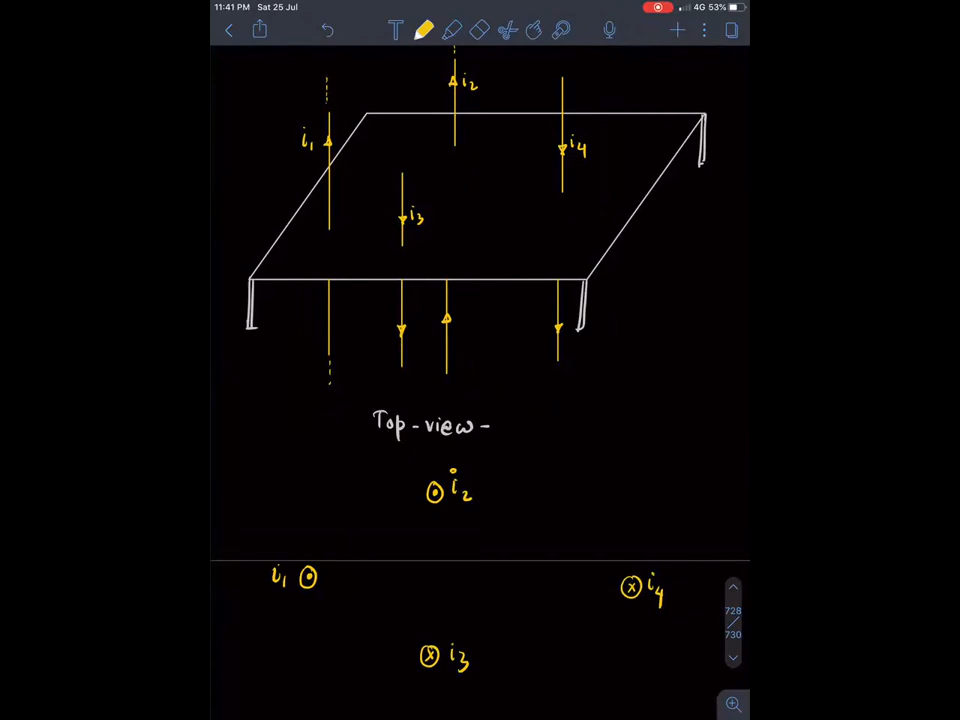 11:41 PM Sat 25 Jul
4G 53%
T
i2
i1
i4
i3
Top-view-
i2
i1
i4
i3
728
730